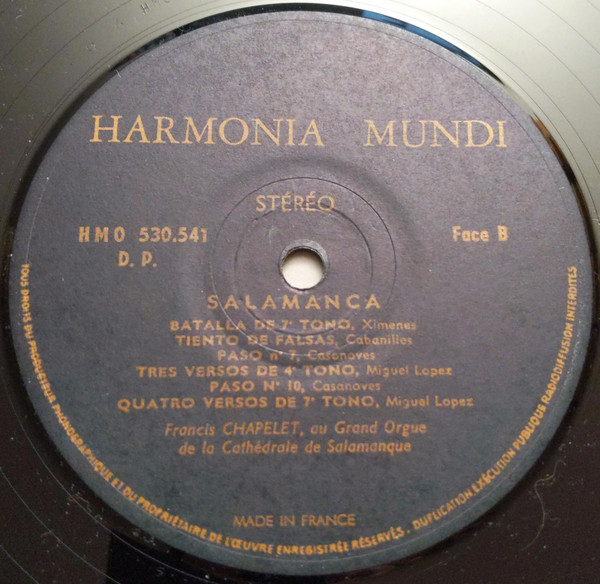 HARMONIA MUNDI
STÉRÉO
HMO 530.541
Face B
D. P.
SALAMANCA
BATALLA DE 7e TONO, Ximenes
TIENTO DE FALSAS, Cabanilles
PASO n° 7, Casanoves
TRES VERSOS DE 4e TONO, Miguel Lopez
PASO N° 10, Casanoves
QUATRO VERSOS DE 7e TONO, Miguel Lopez
Francis CHAPELET, au Grand Orgue
de la Cathédrale de Salamanque
MADE IN FRANCE
TOUS DROITS DU PRODUCTEUR PHONOGRAPHIQUE ET DU PROPRIÉTAIRE DE L'ŒUVRE ENREGISTRÉE RÉSERVÉS. DUPLICATION EXÉCUTION PUBLIQUE RADIODIFFUSION INTERDITES